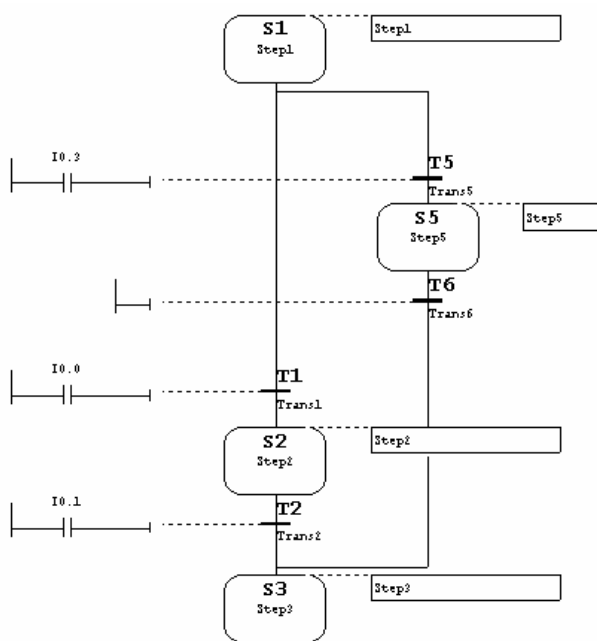 S1
Step1
Step1
I0.3
T5
Trans5
S5
Step5
Step5
T6
Trans6
I0.0
T1
Trans1
S2
Step2
Step2
I0.1
T2
Trans2
S3
Step3
Step3